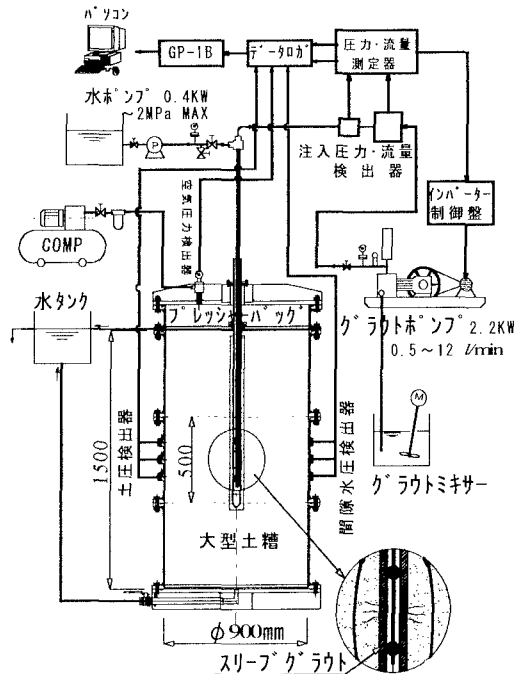 パソコン
GP-1B
データロガ
圧力・流量
測定器
水ポンプ 0.4KW
～2MPa MAX
P
注入圧力・流量
検出器
空気圧力検出器
インバーター
制御盤
COMP
水タンク
プレッシャーバッグ
グラウトポンプ 2.2KW
0.5～12 l/min
M
グラウトミキサー
土圧検出器
間隙水圧検出器
1500
500
大型土糟
φ900mm
スリーブグラウト